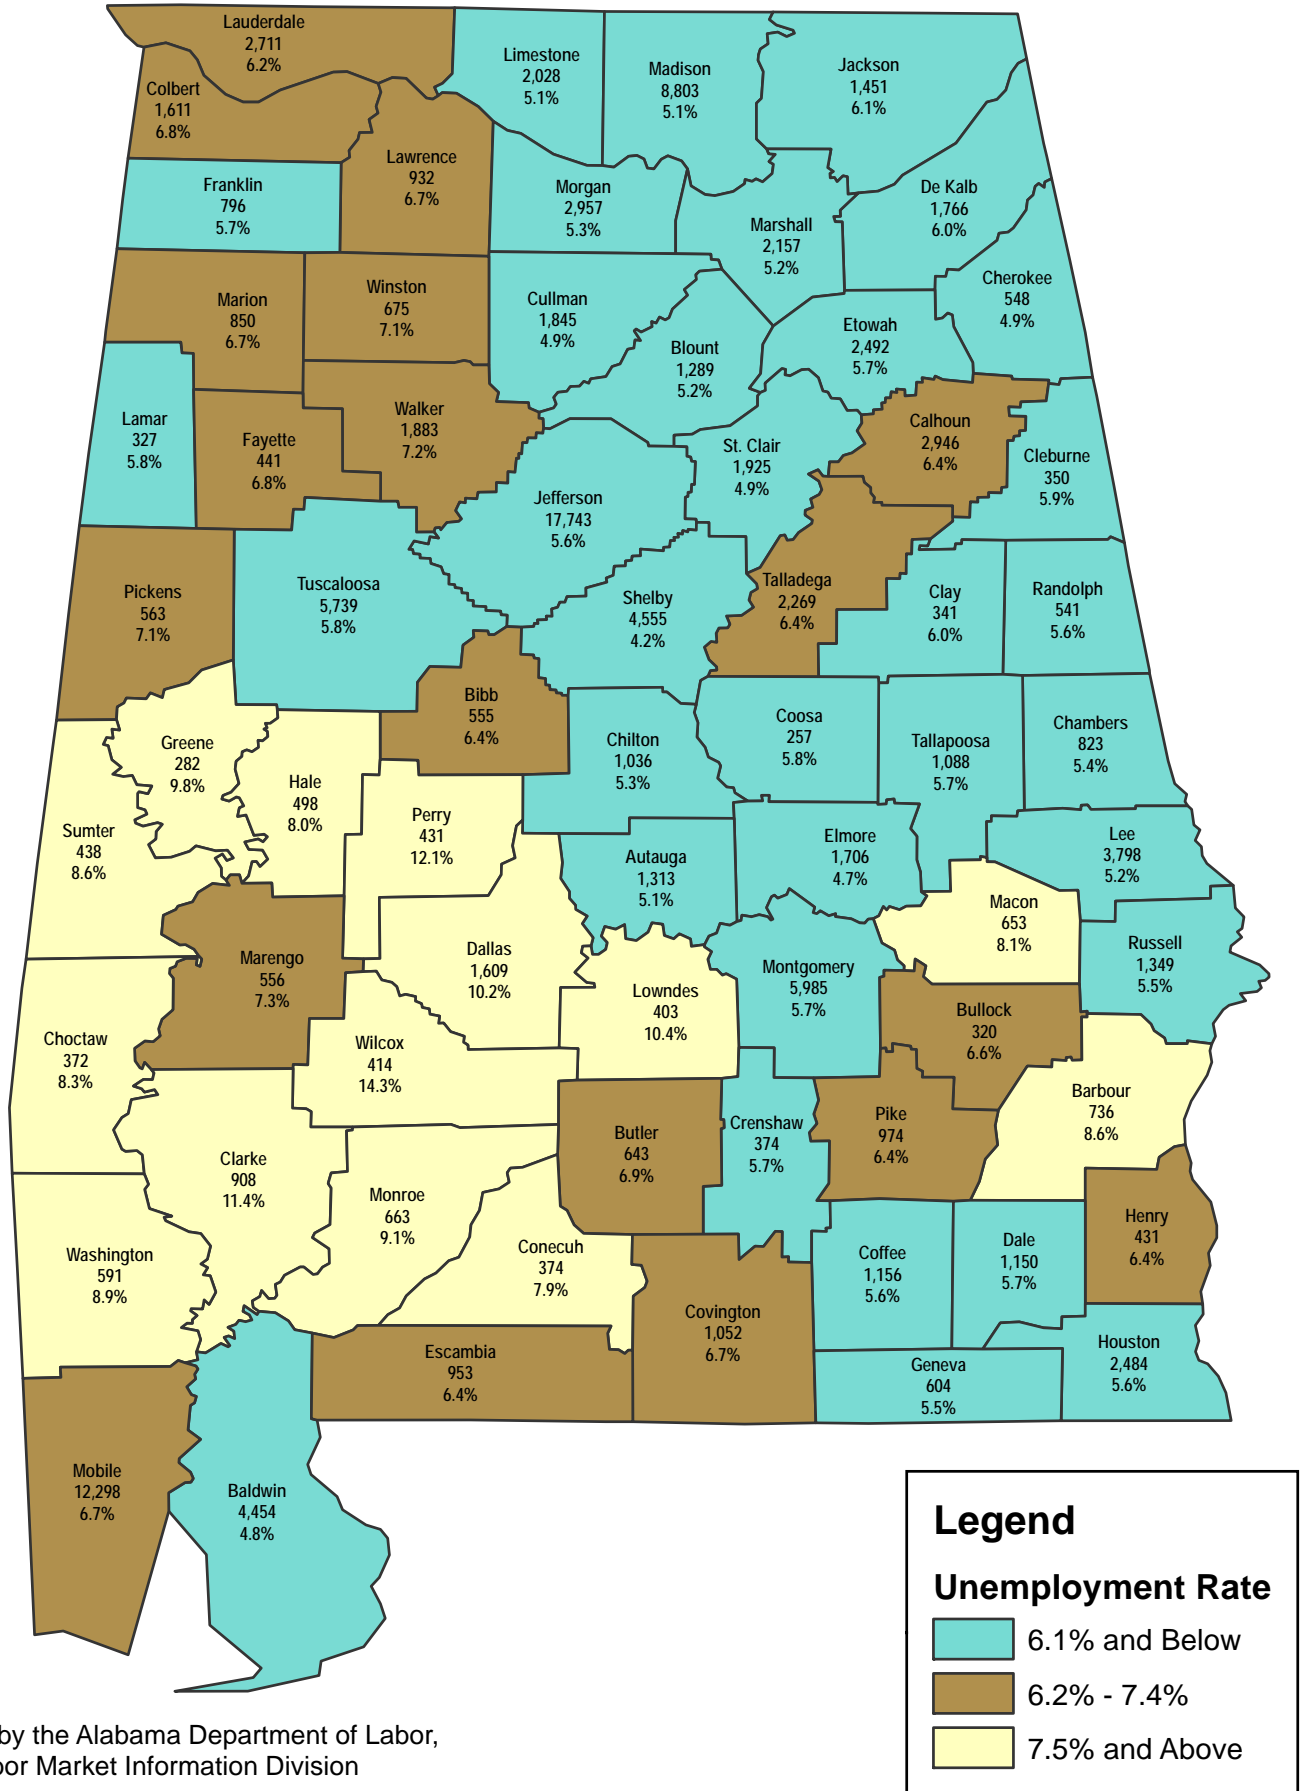 Lauderdale
2,711
6.2%
Limestone
2,028
5.1%
Madison
8,803
5.1%
Jackson
1,451
6.1%
Colbert
1,611
6.8%
Lawrence
932
6.7%
Franklin
796
5.7%
Morgan
2,957
5.3%
De Kalb
1,766
6.0%
Marshall
2,157
5.2%
Cherokee
548
4.9%
Marion
850
6.7%
Winston
675
7.1%
Cullman
1,845
4.9%
Etowah
2,492
5.7%
Blount
1,289
5.2%
Lamar
327
5.8%
Fayette
441
6.8%
Walker
1,883
7.2%
St. Clair
1,925
4.9%
Calhoun
2,946
6.4%
Cleburne
350
5.9%
Jefferson
17,743
5.6%
Pickens
563
7.1%
Tuscaloosa
5,739
5.8%
Shelby
4,555
4.2%
Talladega
2,269
6.4%
Clay
341
6.0%
Randolph
541
5.6%
Bibb
555
6.4%
Greene
282
9.8%
Hale
498
8.0%
Chilton
1,036
5.3%
Coosa
257
5.8%
Tallapoosa
1,088
5.7%
Chambers
823
5.4%
Sumter
438
8.6%
Perry
431
12.1%
Autauga
1,313
5.1%
Elmore
1,706
4.7%
Lee
3,798
5.2%
Macon
653
8.1%
Russell
1,349
5.5%
Marengo
556
7.3%
Dallas
1,609
10.2%
Lowndes
403
10.4%
Montgomery
5,985
5.7%
Bullock
320
6.6%
Choctaw
372
8.3%
Wilcox
414
14.3%
Barbour
736
8.6%
Butler
643
6.9%
Crenshaw
374
5.7%
Pike
974
6.4%
Clarke
908
11.4%
Monroe
663
9.1%
Conecuh
374
7.9%
Henry
431
6.4%
Washington
591
8.9%
Coffee
1,156
5.6%
Dale
1,150
5.7%
Covington
1,052
6.7%
Escambia
953
6.4%
Geneva
604
5.5%
Houston
2,484
5.6%
Mobile
12,298
6.7%
Baldwin
4,454
4.8%
Legend
Unemployment Rate
6.1% and Below
6.2% - 7.4%
7.5% and Above
by the Alabama Department of Labor,
or Market Information Division